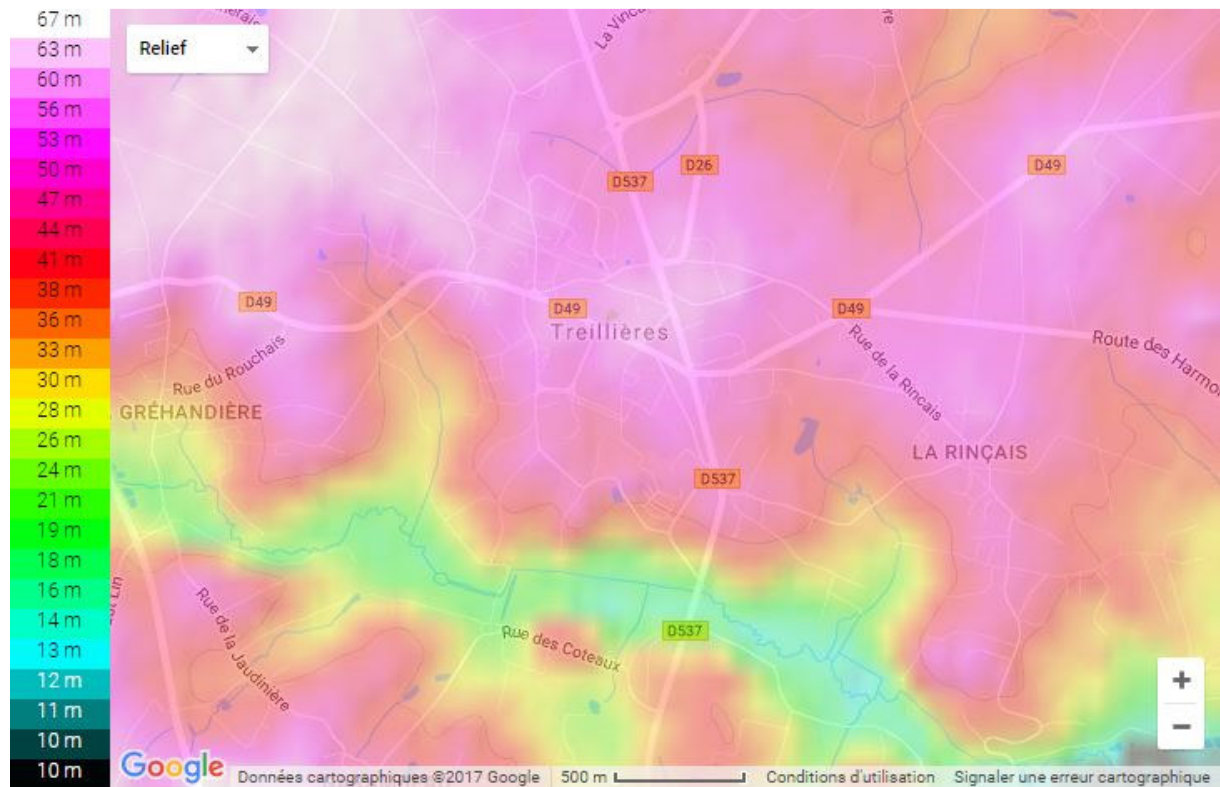 67 m
63 m
60 m
56 m
53 m
50 m
47 m
44 m
41 m
38 m
36 m
33 m
30 m
28 m
26 m
24 m
21 m
19 m
18 m
16 m
14 m
13 m
12 m
11 m
10 m
10 m
Relief
La Vinc
D537
D26
D49
D49
D49
D49
Treillières
Rue du Rouchais
Rue de la Rincais
Route des Harmo
GRÉHANDIÈRE
LA RINÇAIS
D537
Rue de la Jaudinière
Rue des Coteaux
D537
+
−
Google
Données cartographiques ©2017 Google
500 m
Conditions d'utilisation
Signaler une erreur cartographique